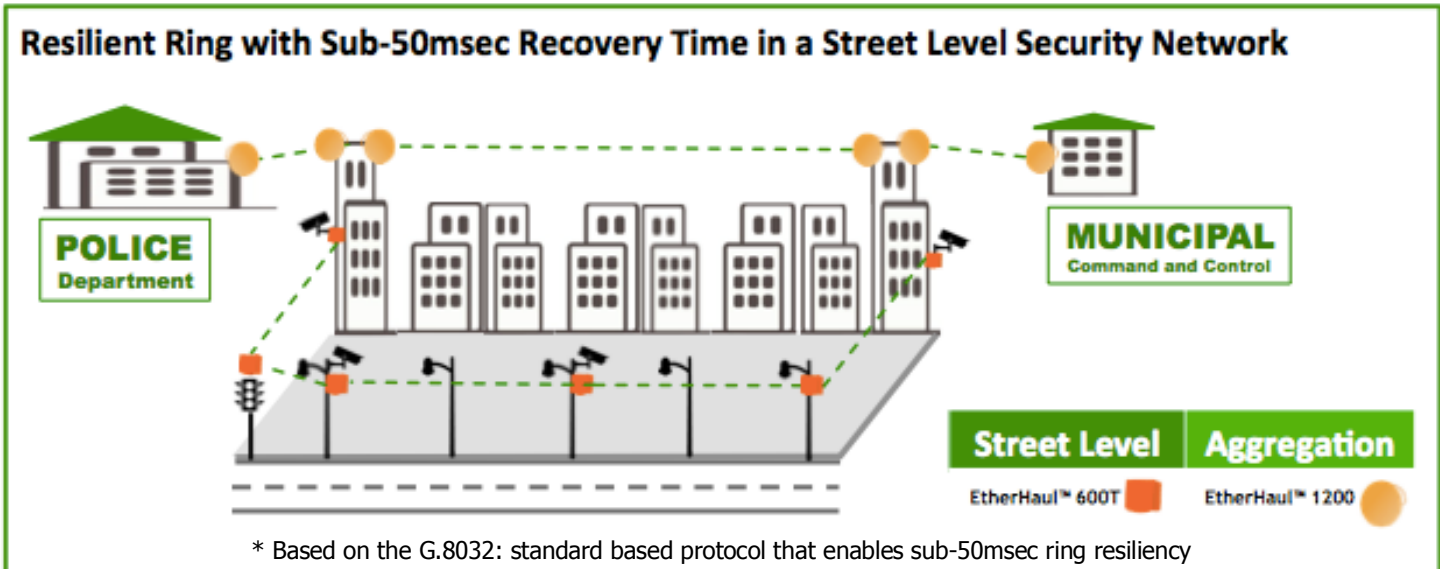 Resilient Ring with Sub-50msec Recovery Time in a Street Level Security Network
POLICE
Department
MUNICIPAL
Command and Control
Street Level
Aggregation
EtherHaul™ 600T
EtherHaul™ 1200
* Based on the G.8032: standard based protocol that enables sub-50msec ring resiliency